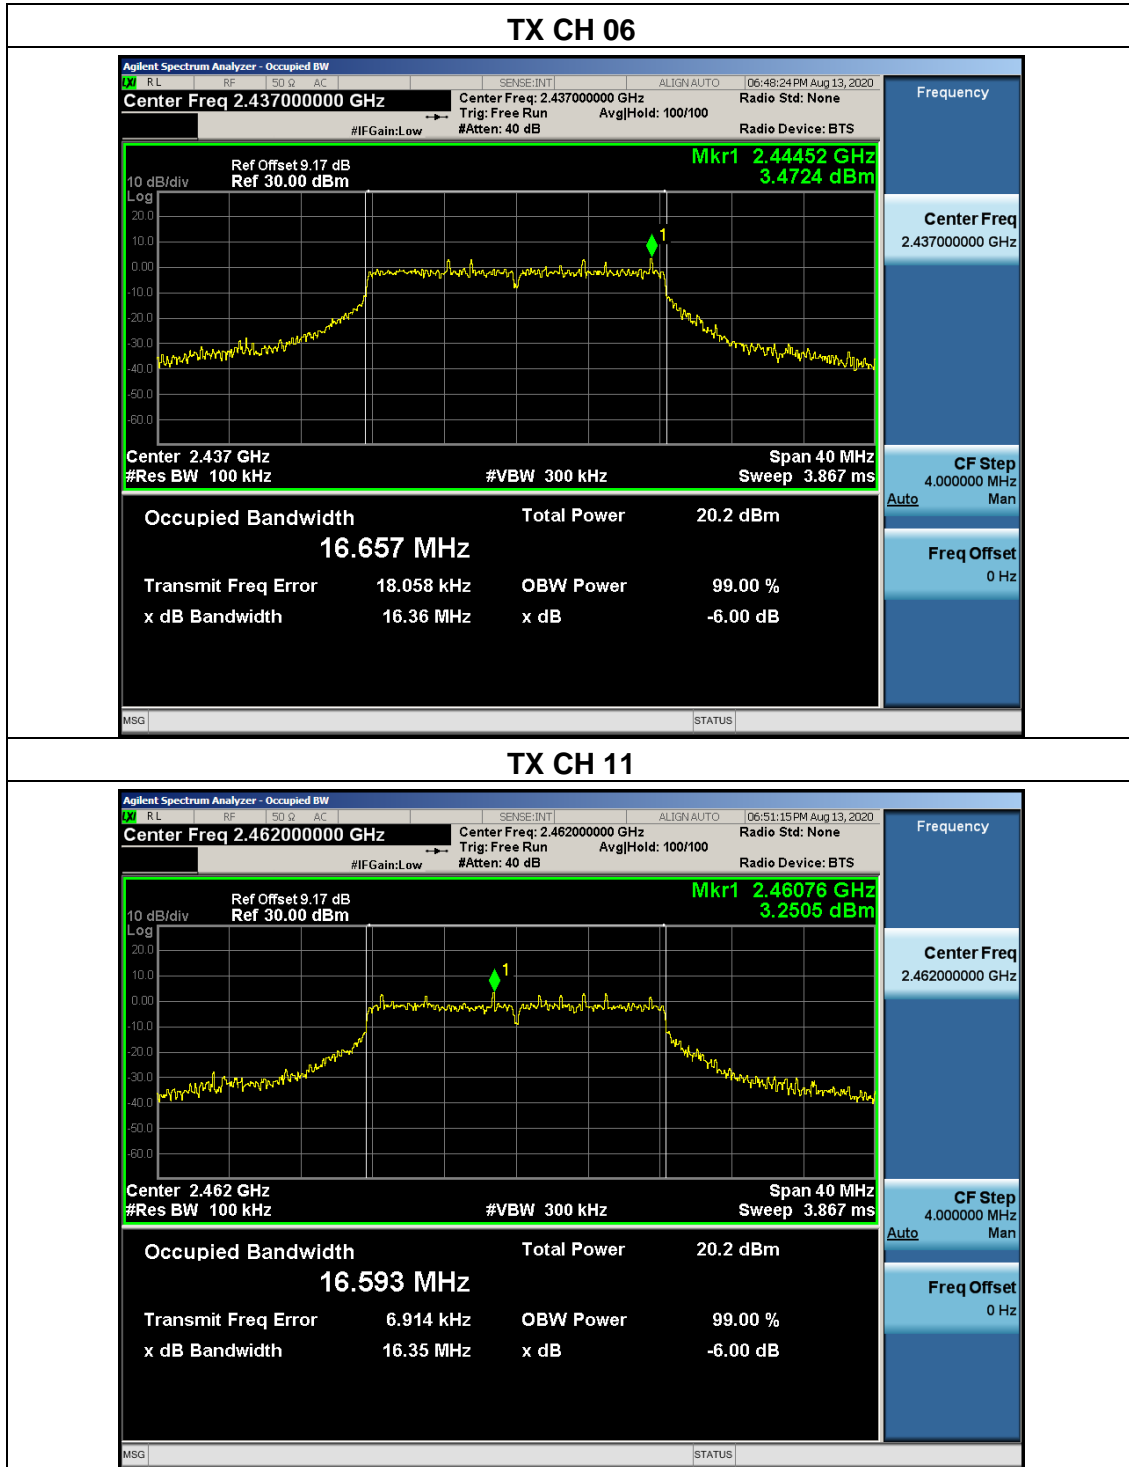 TX CH 06
Agilent Spectrum Analyzer - Occupied BW
LXI RL RF 50 Ω AC SENSE:INT ALIGN AUTO 06:48:24 PM Aug 13, 2020
Center Freq 2.437000000 GHz Center Freq: 2.437000000 GHz Radio Std: None Frequency
Trig: Free Run Avg|Hold: 100/100
#IFGain:Low #Atten: 40 dB Radio Device: BTS
Mkr1 2.44452 GHz
Ref Offset 9.17 dB 3.4724 dBm
10 dB/div Ref 30.00 dBm
Log
20.0
10.0
0.00
-10.0
-20.0
-30.0
-40.0
-50.0
-60.0
1
Center Freq
2.437000000 GHz
Center 2.437 GHz Span 40 MHz
#Res BW 100 kHz #VBW 300 kHz Sweep 3.867 ms
CF Step
4.000000 MHz
Auto Man
Occupied Bandwidth Total Power 20.2 dBm
16.657 MHz
Freq Offset
0 Hz
Transmit Freq Error 18.058 kHz OBW Power 99.00 %
x dB Bandwidth 16.36 MHz x dB -6.00 dB
MSG STATUS
TX CH 11
Agilent Spectrum Analyzer - Occupied BW
LXI RL RF 50 Ω AC SENSE:INT ALIGN AUTO 06:51:15 PM Aug 13, 2020
Center Freq 2.462000000 GHz Center Freq: 2.462000000 GHz Radio Std: None Frequency
Trig: Free Run Avg|Hold: 100/100
#IFGain:Low #Atten: 40 dB Radio Device: BTS
Mkr1 2.46076 GHz
Ref Offset 9.17 dB 3.2505 dBm
10 dB/div Ref 30.00 dBm
Log
20.0
10.0
0.00
-10.0
-20.0
-30.0
-40.0
-50.0
-60.0
1
Center Freq
2.462000000 GHz
Center 2.462 GHz Span 40 MHz
#Res BW 100 kHz #VBW 300 kHz Sweep 3.867 ms
CF Step
4.000000 MHz
Auto Man
Occupied Bandwidth Total Power 20.2 dBm
16.593 MHz
Freq Offset
0 Hz
Transmit Freq Error 6.914 kHz OBW Power 99.00 %
x dB Bandwidth 16.35 MHz x dB -6.00 dB
MSG STATUS